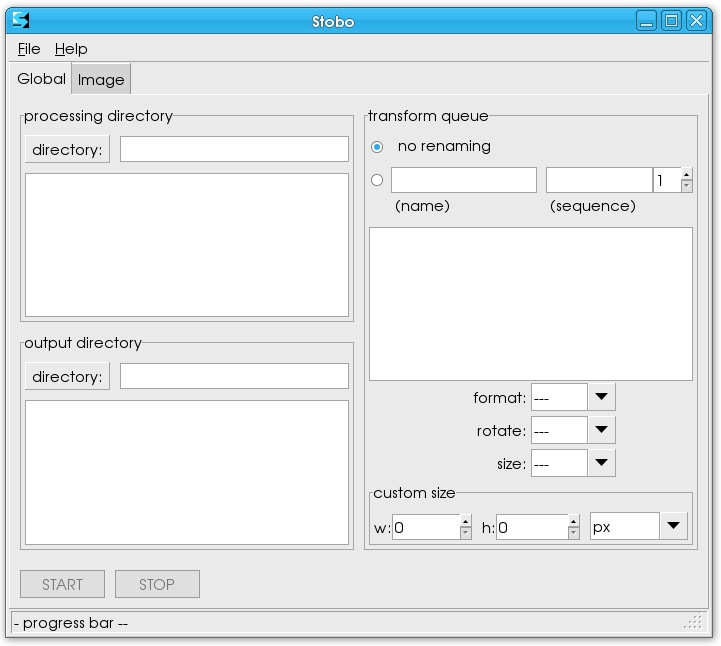 Stobo
File Help
Global Image
processing directory
directory:
output directory
directory:
transform queue
no renaming
1
(name) (sequence)
format: ---
rotate: ---
size: ---
custom size
w: 0 h: 0 px
START STOP
- progress bar --